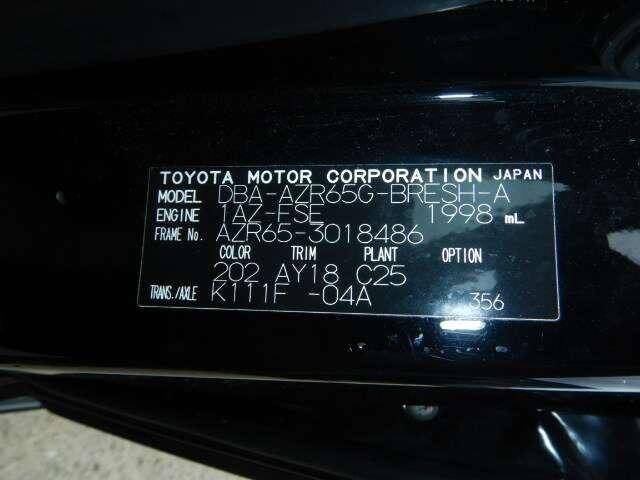 TOYOTA MOTOR CORPORATION JAPAN
MODEL DBA-AZR65G-BRESH-A
ENGINE 1AZ-FSE 1998 mL
FRAME No. AZR65-3018486
COLOR TRIM PLANT OPTION
202 AY18 C25
TRANS./AXLE K111F -04A 356